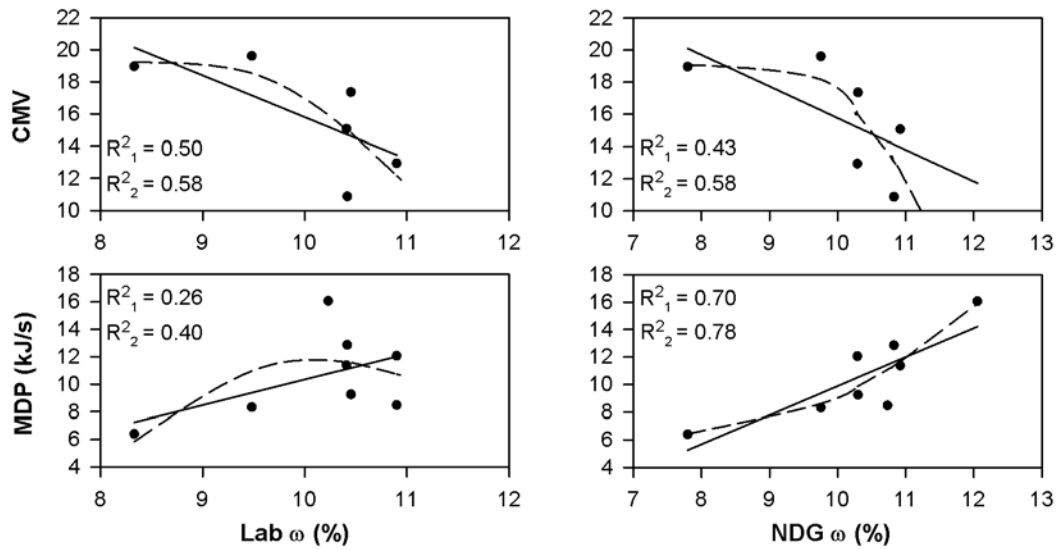 CMV
22
20
18
16
14
12
10
R²₁ = 0.50
R²₂ = 0.58
8 9 10 11 12
22
20
18
16
14
12
10
R²₁ = 0.43
R²₂ = 0.58
7 8 9 10 11 12 13
MDP (kJ/s)
18
16
14
12
10
8
6
4
R²₁ = 0.26
R²₂ = 0.40
8 9 10 11 12
Lab ω (%)
18
16
14
12
10
8
6
4
R²₁ = 0.70
R²₂ = 0.78
7 8 9 10 11 12 13
NDG ω (%)